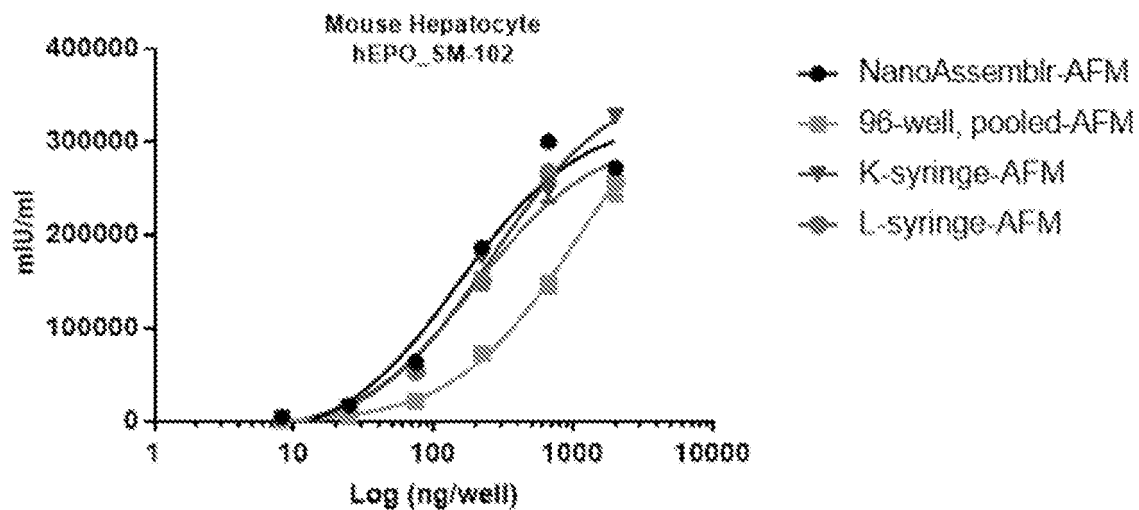 Mouse Hepatocyte
hEPO_SM-102
400000
300000
200000
100000
0
mIU/ml
1
10
100
1000
10000
Log (ng/well)
NanoAssemblr-AFM
96-well, pooled-AFM
K-syringe-AFM
L-syringe-AFM